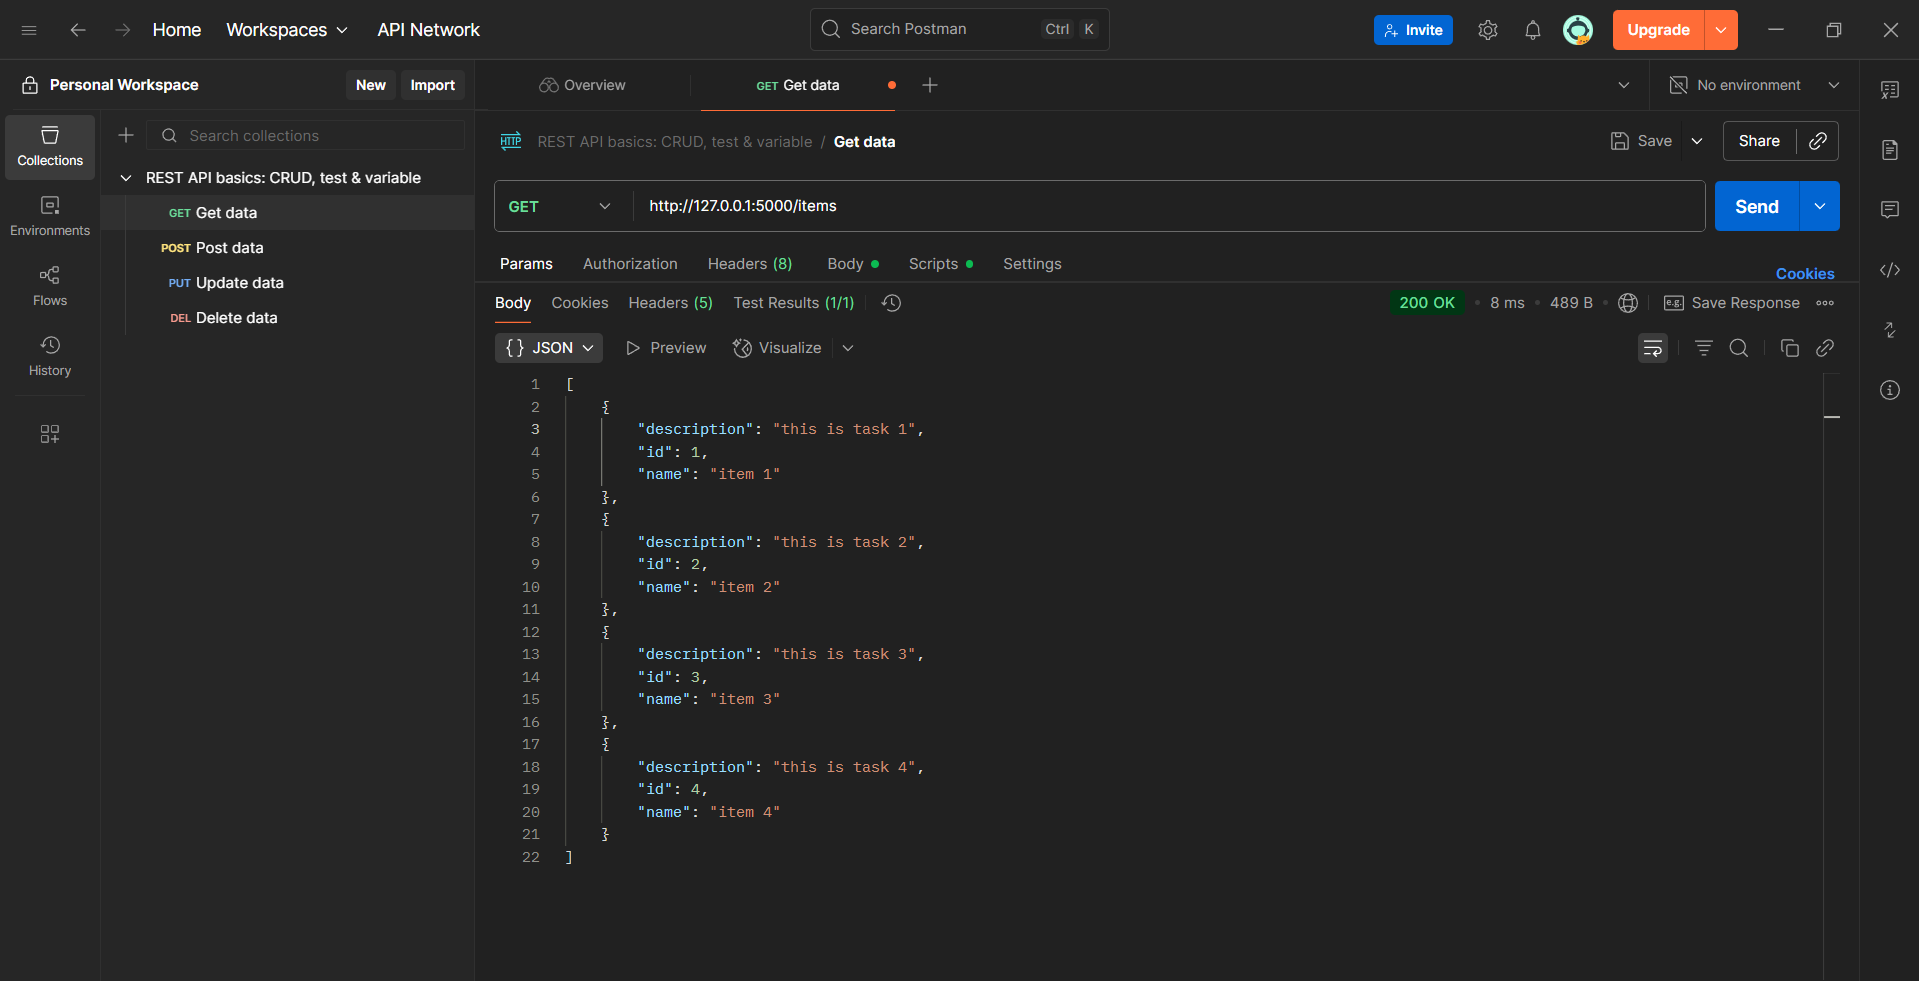 Home Workspaces API Network Search Postman Ctrl K Invite Upgrade
Personal Workspace New Import
Overview GET Get data No environment
Collections
Environments
Flows
History
Search collections
REST API basics: CRUD, test & variable
GET Get data
POST Post data
PUT Update data
DEL Delete data
HTTP REST API basics: CRUD, test & variable / Get data Save Share
GET http://127.0.0.1:5000/items Send
Params Authorization Headers (8) Body Scripts Settings Cookies
Body Cookies Headers (5) Test Results (1/1) 200 OK 8 ms 489 B e.g. Save Response
{} JSON Preview Visualize
1 [
2 {
3 "description": "this is task 1",
4 "id": 1,
5 "name": "item 1"
6 },
7 {
8 "description": "this is task 2",
9 "id": 2,
10 "name": "item 2"
11 },
12 {
13 "description": "this is task 3",
14 "id": 3,
15 "name": "item 3"
16 },
17 {
18 "description": "this is task 4",
19 "id": 4,
20 "name": "item 4"
21 }
22 ]